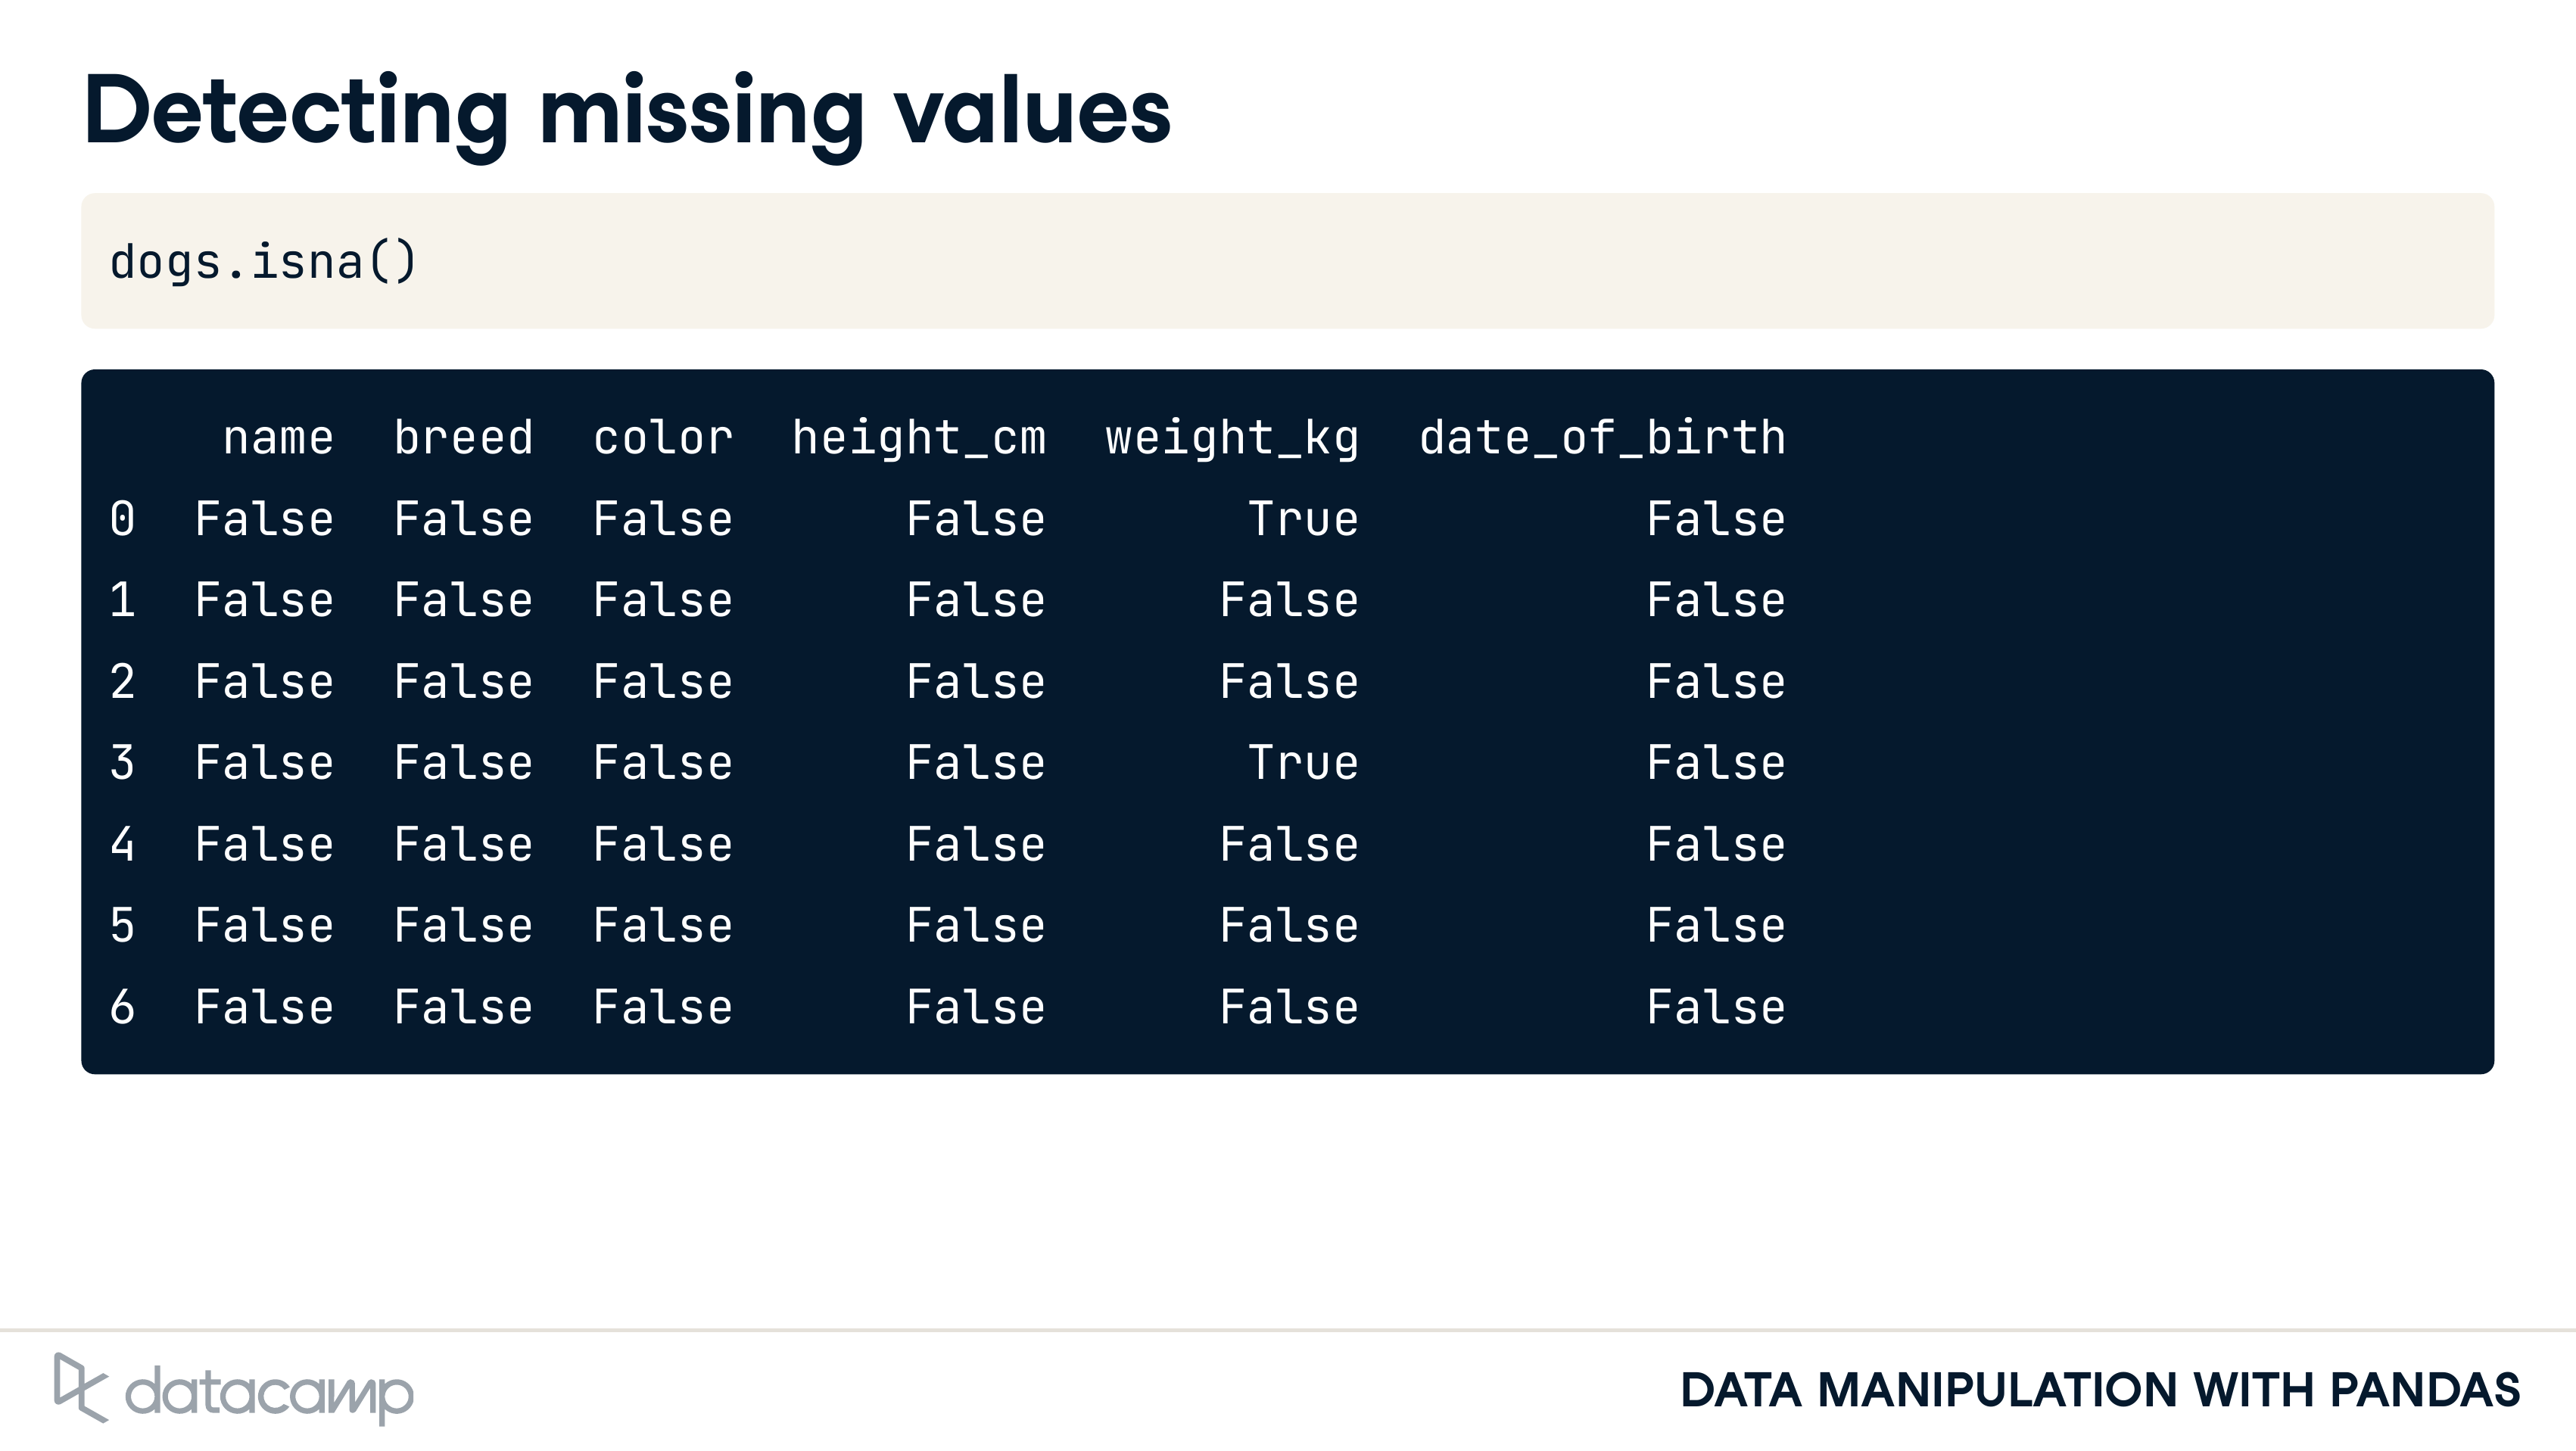 Detecting missing values
dogs.isna()
name breed color height_cm weight_kg date_of_birth
0 False False False False True False
1 False False False False False False
2 False False False False False False
3 False False False False True False
4 False False False False False False
5 False False False False False False
6 False False False False False False
datacamp
DATA MANIPULATION WITH PANDAS